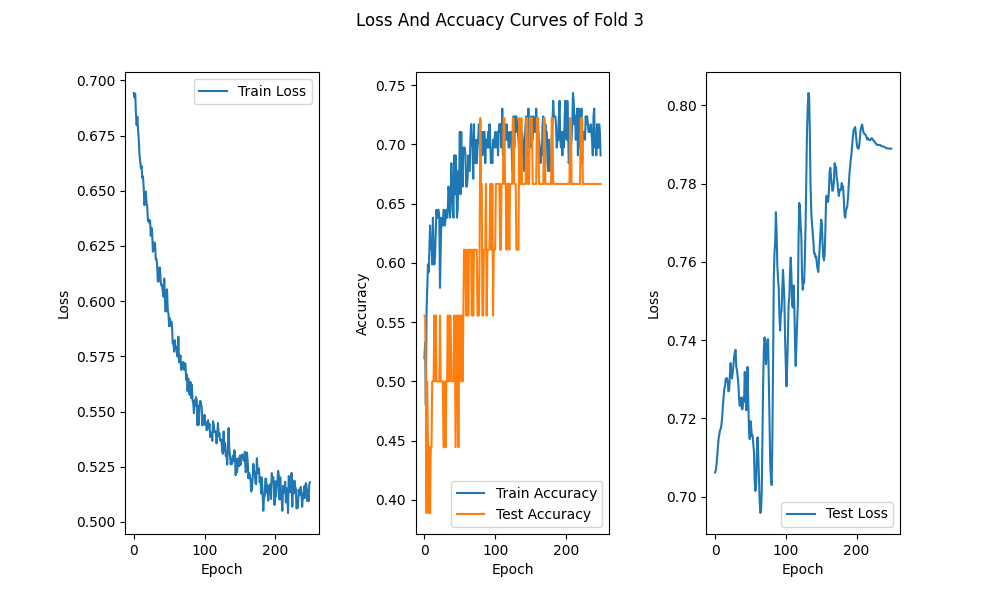 Loss And Accuacy Curves of Fold 3
0.700
0.675
0.650
0.625
0.600
0.575
0.550
0.525
0.500
Loss
0
100
200
Epoch
Train Loss
0.75
0.70
0.65
0.60
0.55
0.50
0.45
0.40
Accuracy
0
100
200
Epoch
Train Accuracy
Test Accuracy
0.80
0.78
0.76
0.74
0.72
0.70
Loss
0
100
200
Epoch
Test Loss